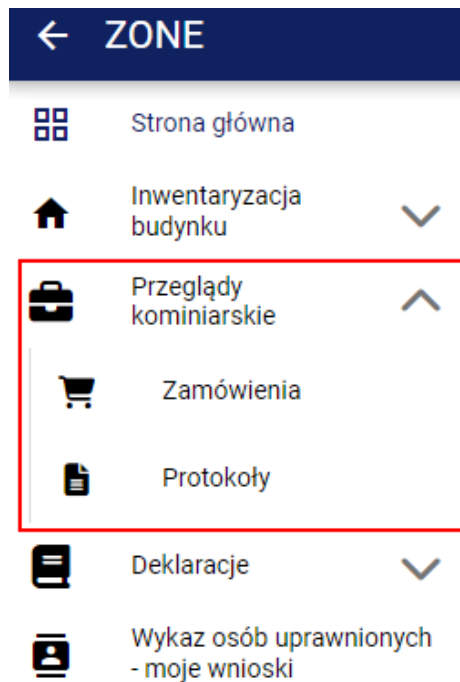 ZONE
Strona główna
Inwentaryzacja
budynku
Przeglądy
kominiarskie
Zamówienia
Protokoły
Deklaracje
Wykaz osób uprawnionych
- moje wnioski